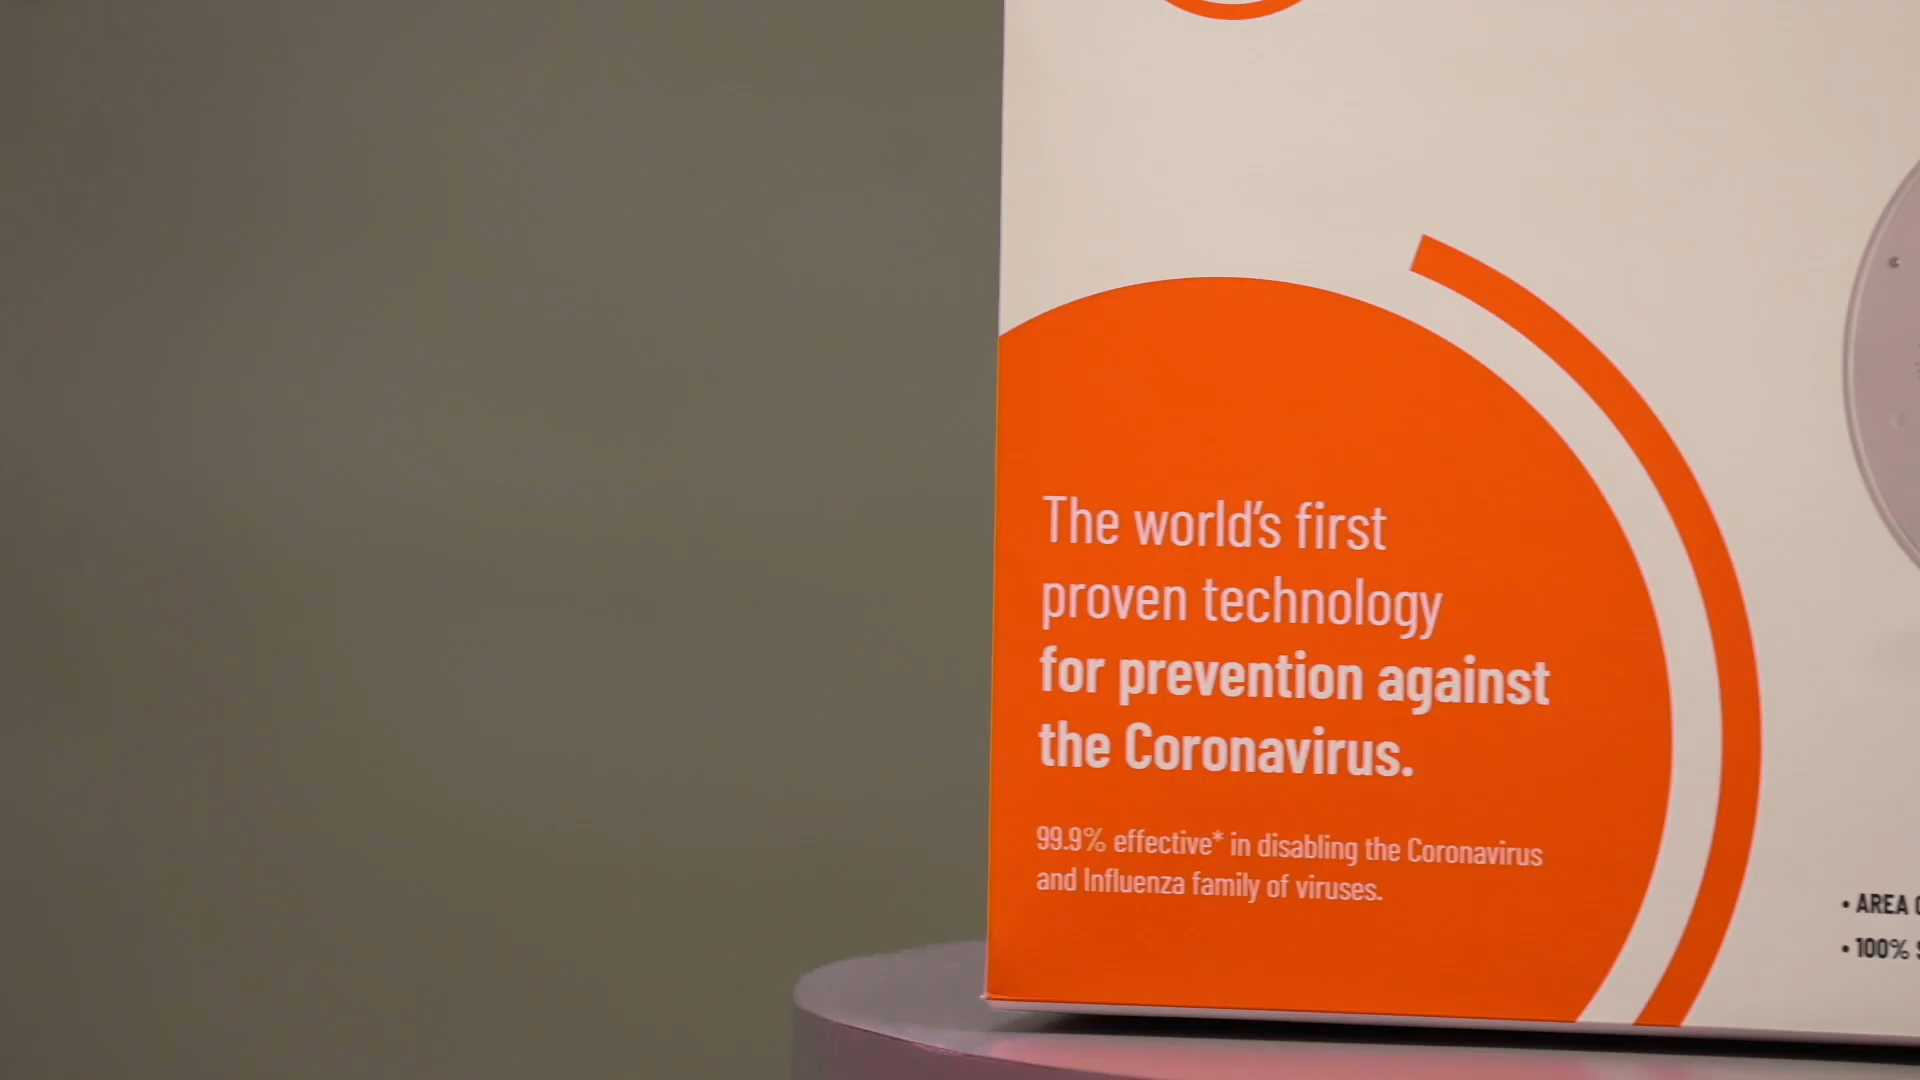 The world's first
proven technology
for prevention against
the Coronavirus.
99.9% effective* in disabling the Coronavirus
and Influenza family of viruses.
• AREA
• 100%